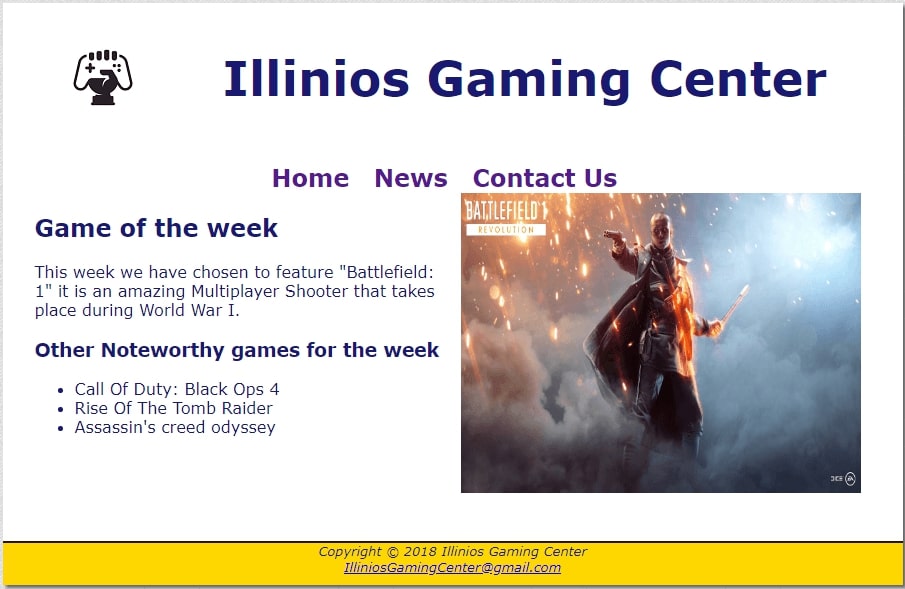 Illinios Gaming Center
Home News Contact Us
Game of the week
This week we have chosen to feature "Battlefield:
1" it is an amazing Multiplayer Shooter that takes
place during World War I.
Other Noteworthy games for the week
Call Of Duty: Black Ops 4
Rise Of The Tomb Raider
Assassin's creed odyssey
BATTLEFIELD 1
REVOLUTION
DICE EA
Copyright © 2018 Illinios Gaming Center
IlliniosGamingCenter@gmail.com